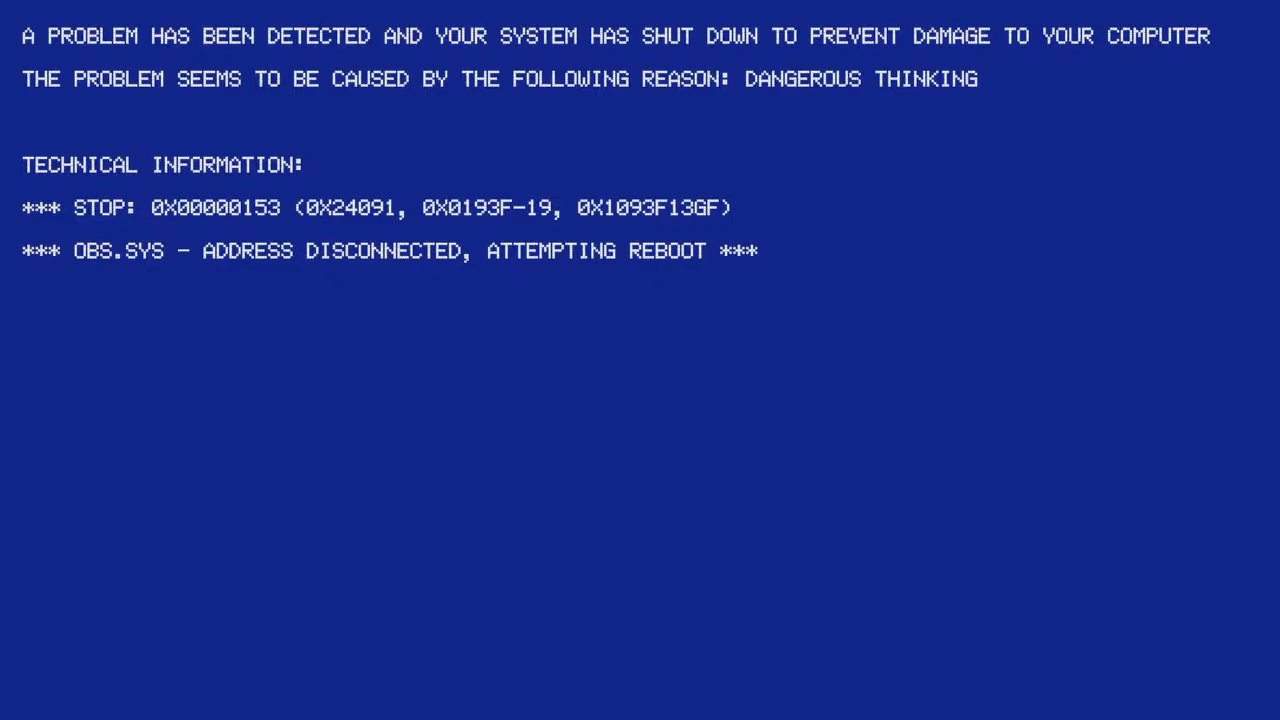 A PROBLEM HAS BEEN DETECTED AND YOUR SYSTEM HAS SHUT DOWN TO PREVENT DAMAGE TO YOUR COMPUTER
THE PROBLEM SEEMS TO BE CAUSED BY THE FOLLOWING REASON: DANGEROUS THINKING
TECHNICAL INFORMATION:
*** STOP: 0X00000153 (0X24091, 0X0193F-19, 0X1093F13GF)
*** OBS.SYS - ADDRESS DISCONNECTED, ATTEMPTING REBOOT ***